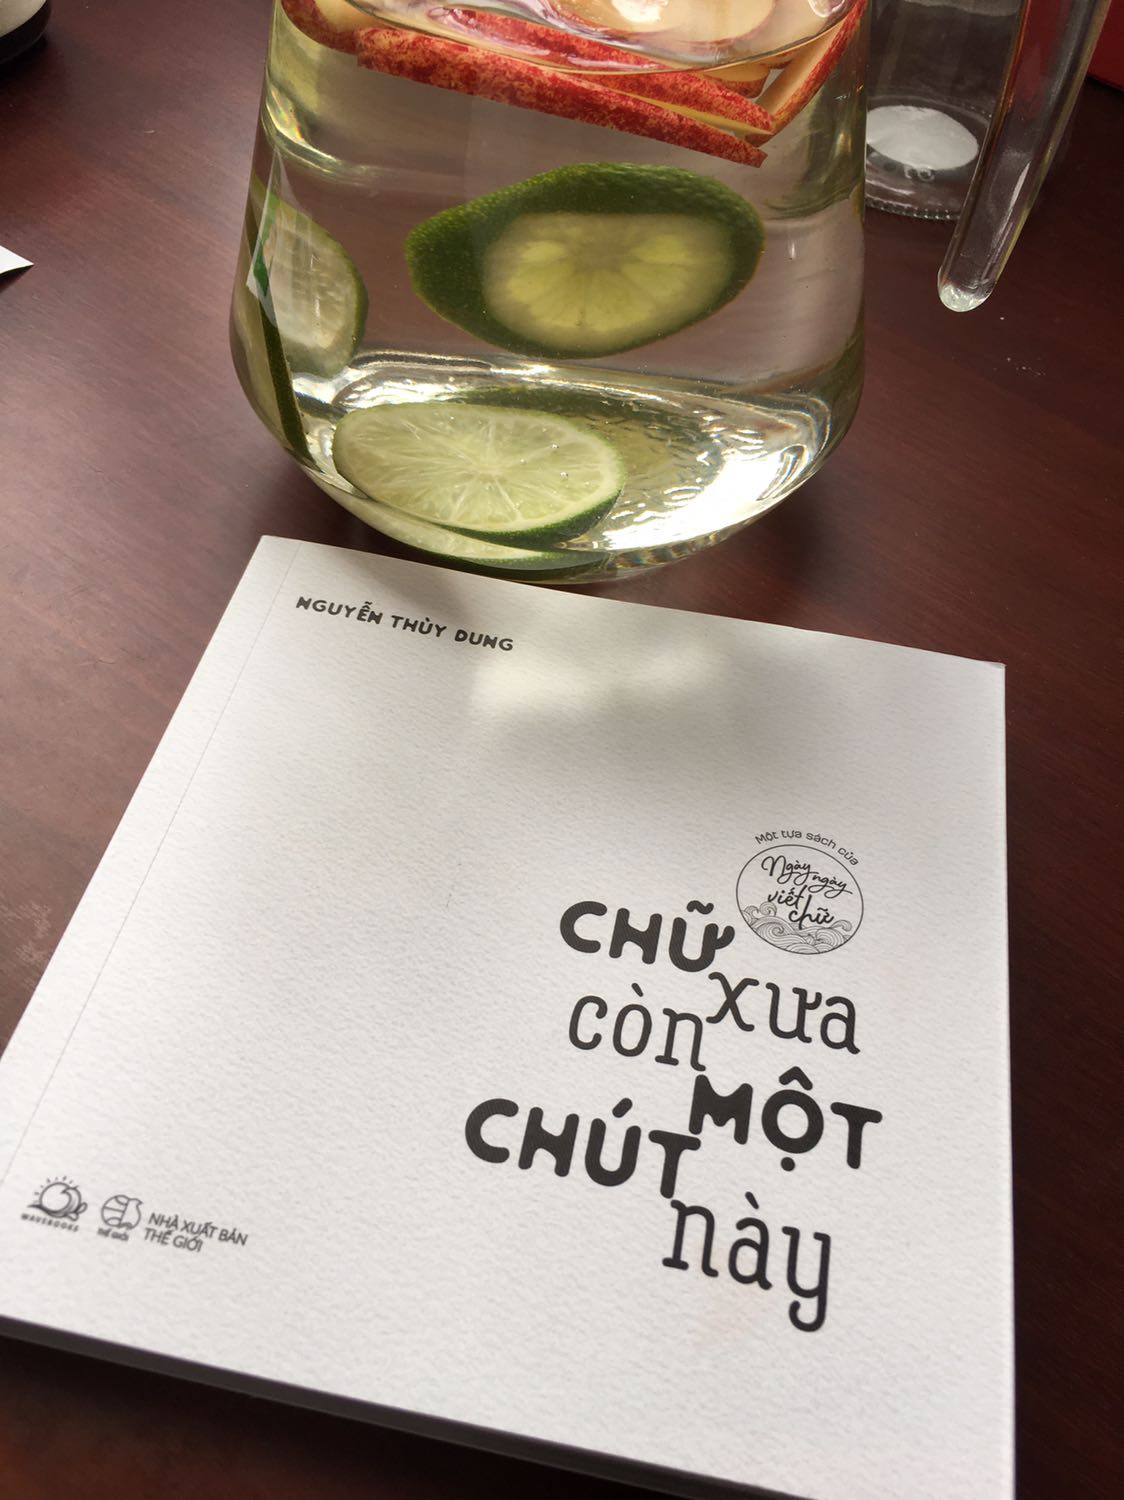 NGUYỄN THÙY DUNG
Một tựa sách của
Ngày ngày
viết chữ
CHỮ
xưa
còn
MỘT
CHÚT
này
WAVEBOOKS
THẾ GIỚI
NHÀ XUẤT BẢN
THẾ GIỚI